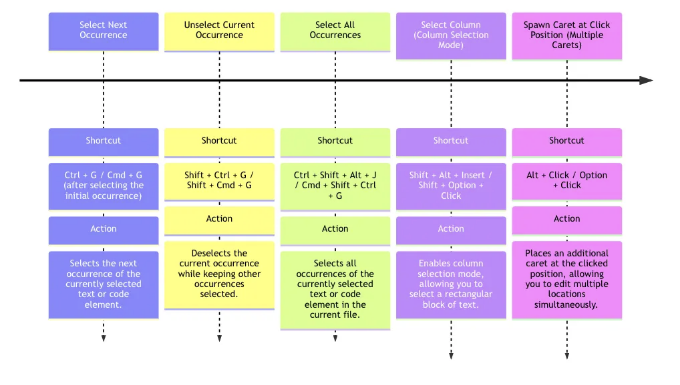 Select Next
Occurrence
Unselect Current
Occurrence
Select All
Occurrences
Select Column
(Column Selection
Mode)
Spawn Caret at Click
Position (Multiple
Carets)
Shortcut
Shortcut
Shortcut
Shortcut
Shortcut
Ctrl + G / Cmd + G
(after selecting the
initial occurrence)
Shift + Ctrl + G /
Shift + Cmd + G
Ctrl + Shift + Alt + J
/ Cmd + Shift + Ctrl
+ G
Shift + Alt + Insert /
Shift + Option +
Click
Alt + Click / Option
+ Click
Action
Action
Action
Action
Action
Selects the next
occurrence of the
currently selected
text or code
element.
Deselects the
current occurrence
while keeping other
occurrences
selected.
Selects all
occurrences of the
currently selected
text or code
element in the
current file.
Enables column
selection mode,
allowing you to
select a rectangular
block of text.
Places an additional
caret at the clicked
position, allowing
you to edit multiple
locations
simultaneously.